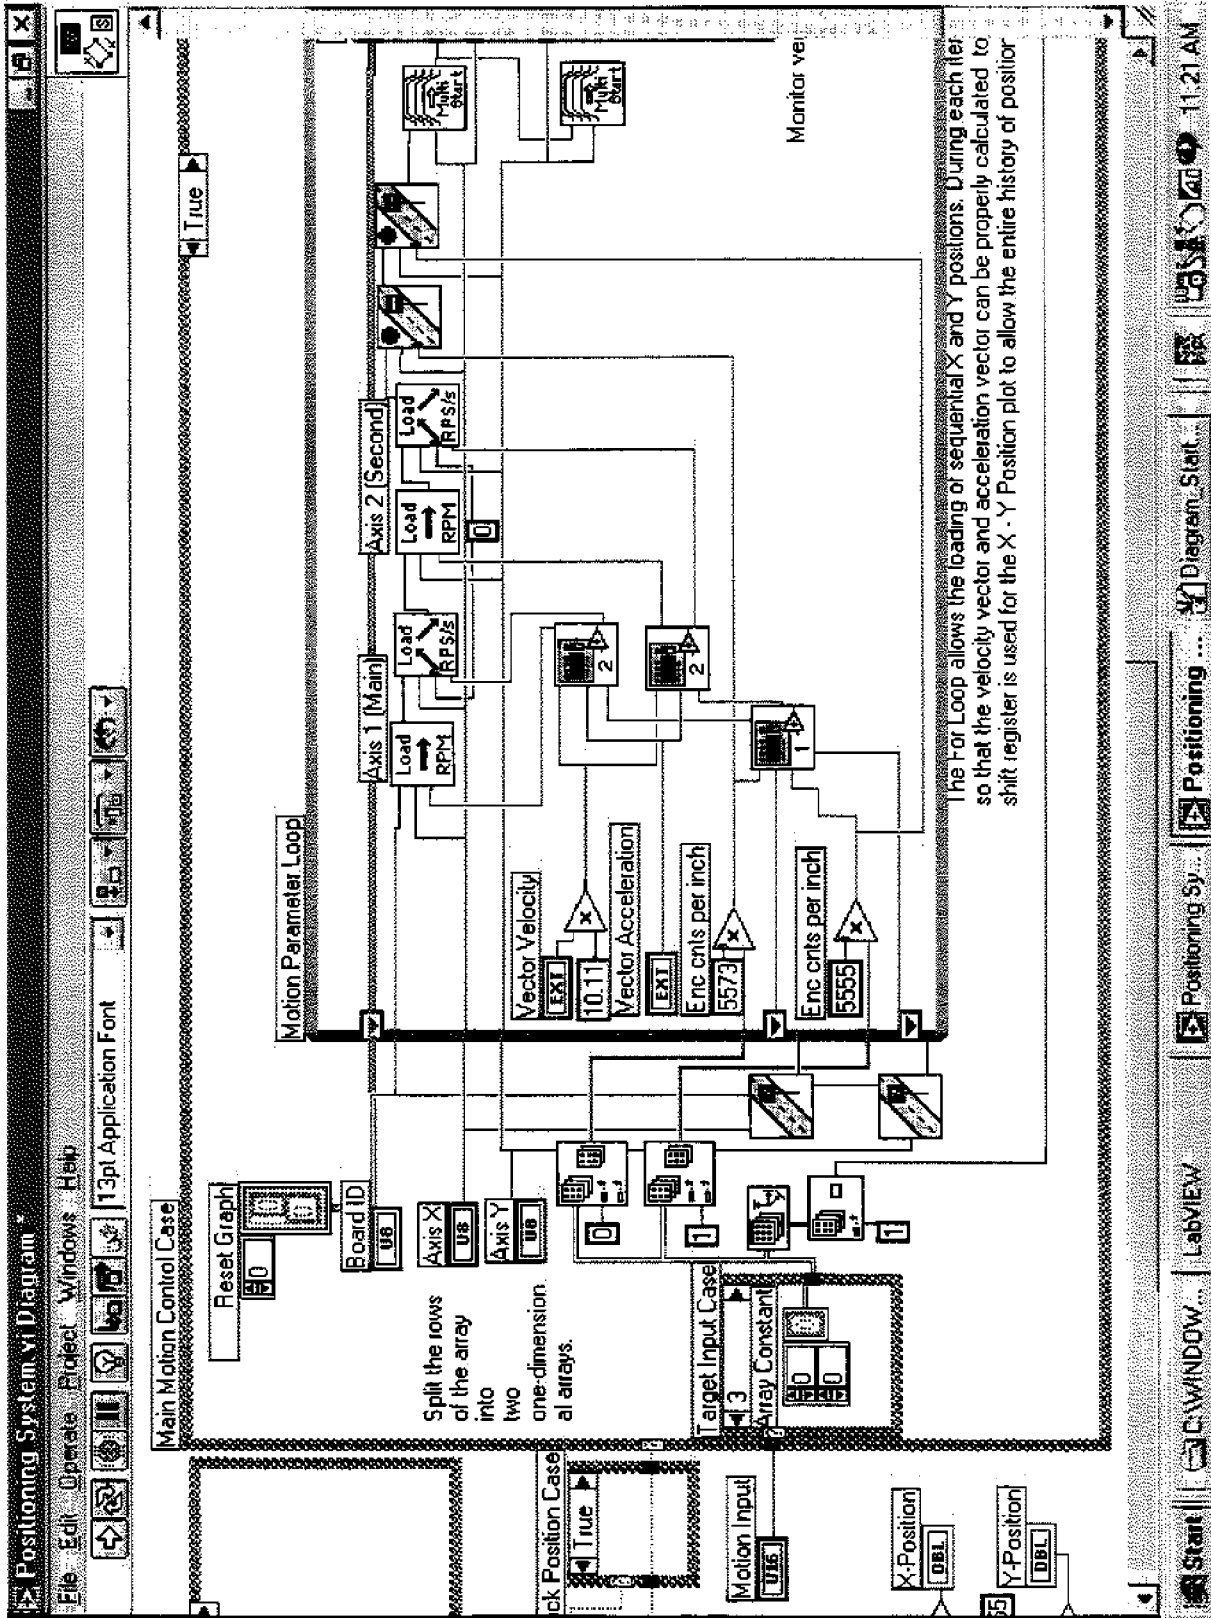 Positioning System.vi Diagram *
File Edit Operate Project Windows Help
13pt Application Font
Main Motion Control Case
True
Reset Graph
0
Motion Parameter Loop
Board ID
U8
Axis 1 (Main)
Axis 2 (Second)
Load
RPM
Load
RPS/s
Load
RPM
Load
RPS/s
Multi
Start
Axis X
U8
0
Axis Y
U8
Multi
Start
Split the rows
of the array
into
two
one-dimension
al arrays.
Vector Velocity
EXT
10.11
2
0
Vector Acceleration
EXT
2
1
Enc cnts per inch
5573
1
Monitor ve
Enc cnts per inch
5555
Target Input Case
3
Array Constant
0
0
1
The For Loop allows the loading of sequential X and Y positions. During each iter
so that the velocity vector and acceleration vector can be properly calculated to
shift register is used for the X - Y Position plot to allow the entire history of position
ck Position Case
True
Motion Input
U16
X-Position
DBL
Y-Position
DBL
Start
C:\WINDOW...
LabVIEW
Positioning Sy...
Positioning ...
Diagram_Start...
11:21 AM